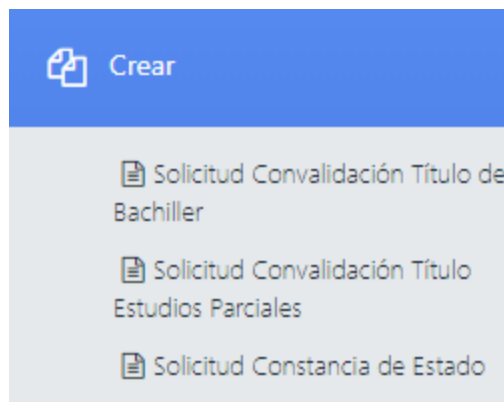 Crear
Solicitud Convalidación Título de
Bachiller
Solicitud Convalidación Título
Estudios Parciales
Solicitud Constancia de Estado